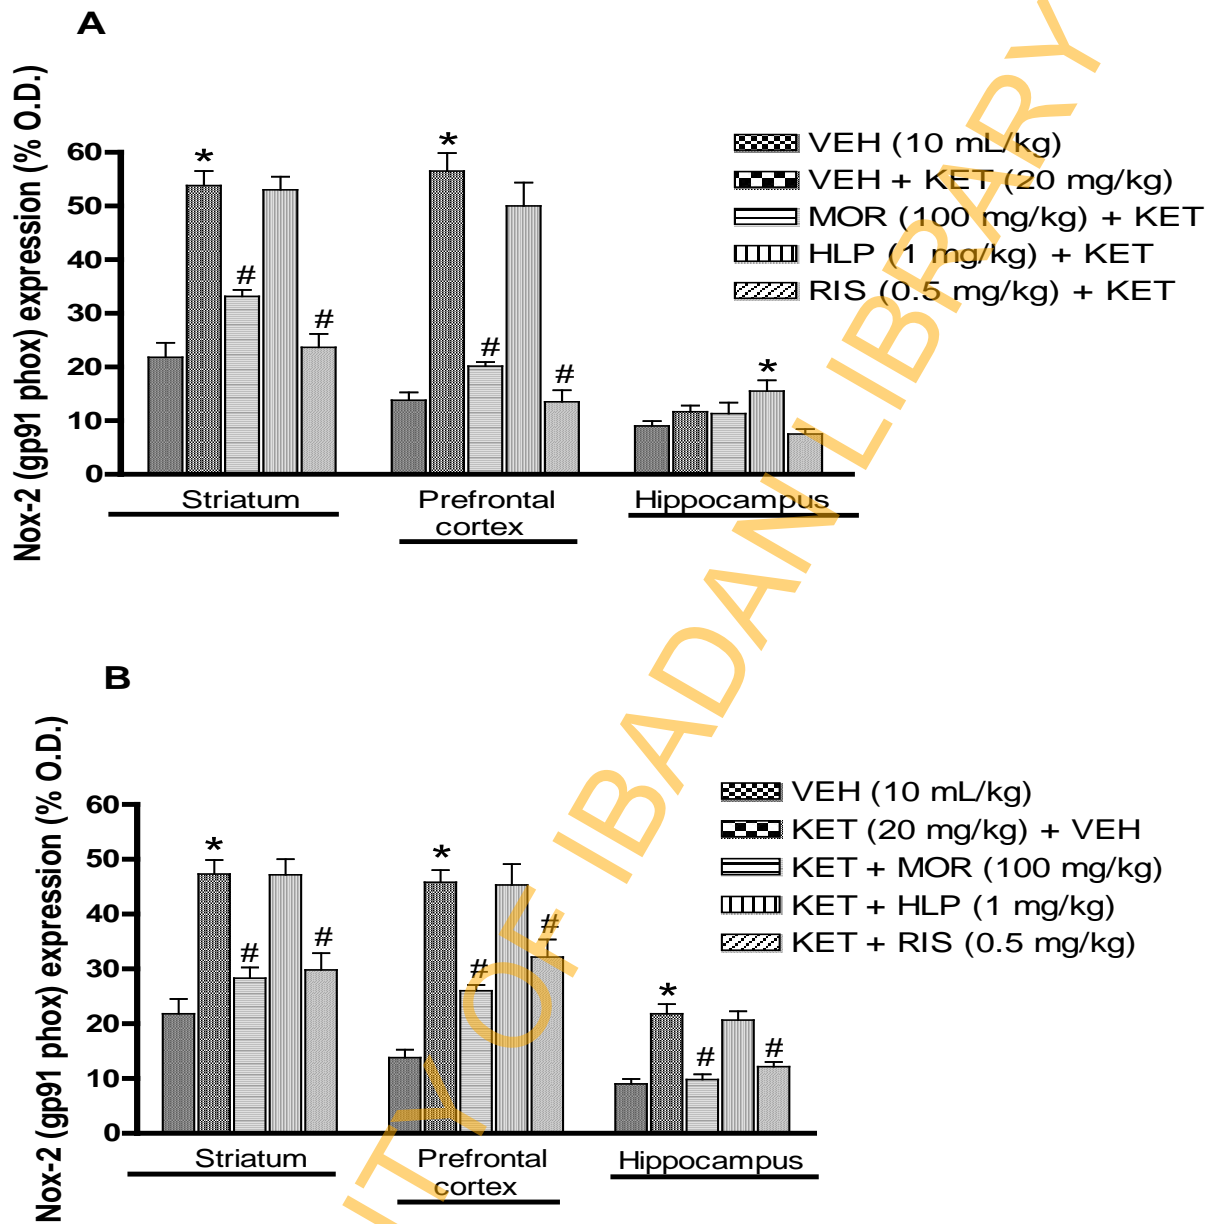 A
Nox-2 (gp91 phox) expression (% O.D.)
60
50
40
30
20
10
0
*
#
#
*
#
#
*
VEH (10 mL/kg)
VEH + KET (20 mg/kg)
MOR (100 mg/kg) + KET
HLP (1 mg/kg) + KET
RIS (0.5 mg/kg) + KET
Striatum
Prefrontal
cortex
Hippocampus
B
Nox-2 (gp91 phox) expression (% O.D.)
60
50
40
30
20
10
0
*
#
#
*
#
#
*
#
#
VEH (10 mL/kg)
KET (20 mg/kg) + VEH
KET + MOR (100 mg/kg)
KET + HLP (1 mg/kg)
KET + RIS (0.5 mg/kg)
Striatum
Prefrontal
cortex
Hippocampus
ITY OF IBADAN LIBRARY